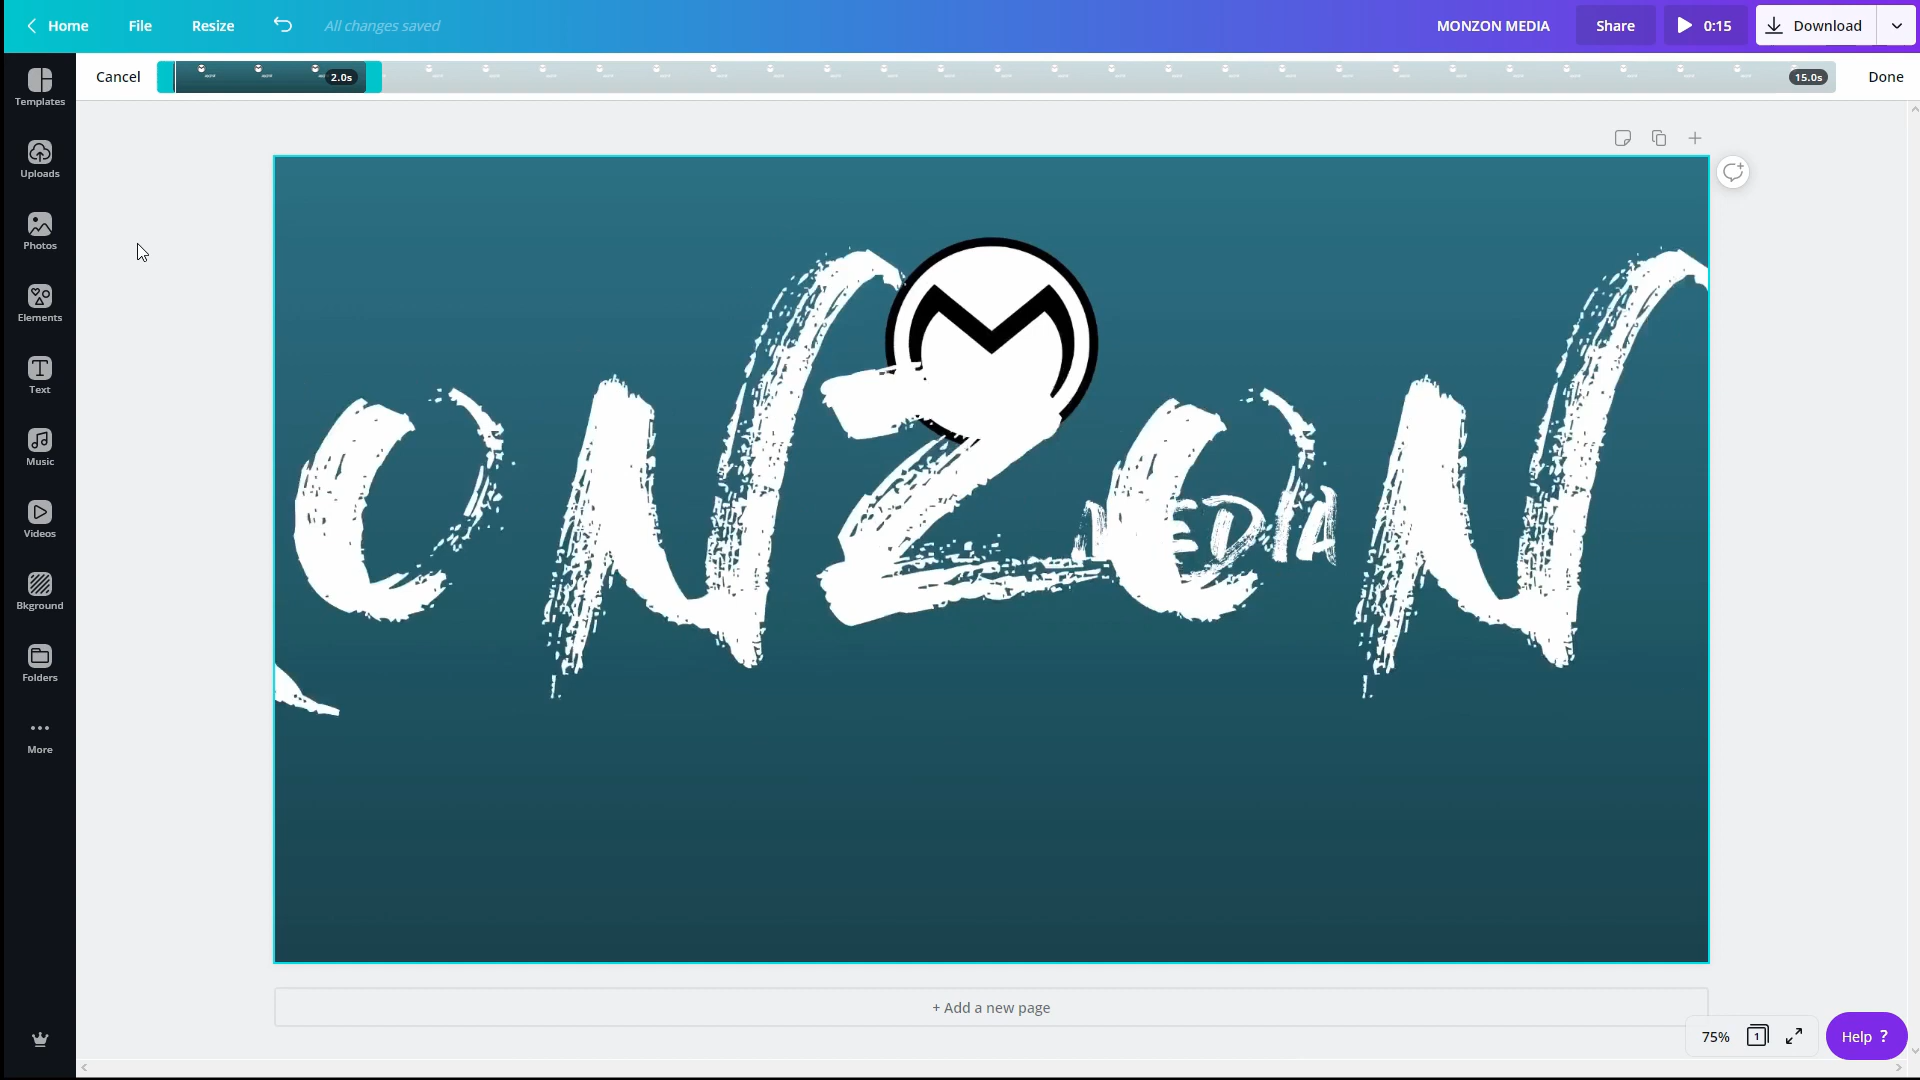 Home File Resize All changes saved MONZON MEDIA Share 0:15 Download
Cancel 2.0s 15.0s Done
Templates
Uploads
Photos
Elements
Text
Music
Videos
Bkground
Folders
More
ONZON
MEDIA
+ Add a new page
75% 1 Help ?